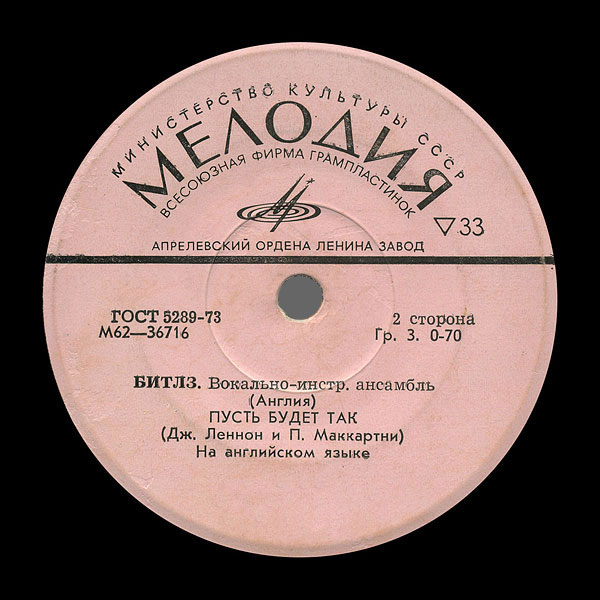 МИНИСТЕРСТВО КУЛЬТУРЫ СССР
МЕЛОДИЯ
ВСЕСОЮЗНАЯ ФИРМА ГРАМПЛАСТИНОК
▽33
АПРЕЛЕВСКИЙ ОРДЕНА ЛЕНИНА ЗАВОД
ГОСТ 5289-73
2 сторона
М62—36716
Гр. 3. 0-70
БИТЛЗ. Вокально-инстр. ансамбль
(Англия)
ПУСТЬ БУДЕТ ТАК
(Дж. Леннон и П. Маккартни)
На английском языке